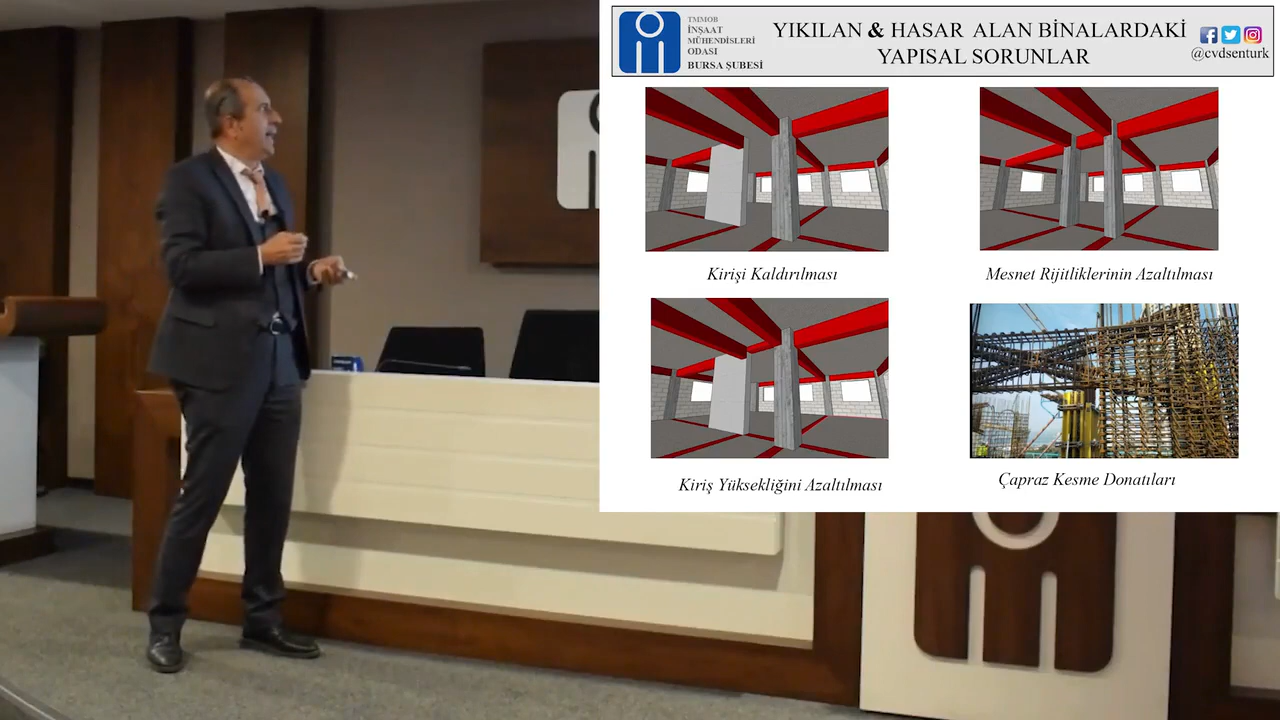 TMMOB
İNŞAAT
MÜHENDİSLERİ
ODASI
BURSA ŞUBESİ
YIKILAN & HASAR ALAN BİNALARDAKİ
YAPISAL SORUNLAR
@cvdsenturk
Kirişi Kaldırılması
Mesnet Rijitliklerinin Azaltılması
Kiriş Yüksekliğini Azaltılması
Çapraz Kesme Donatıları